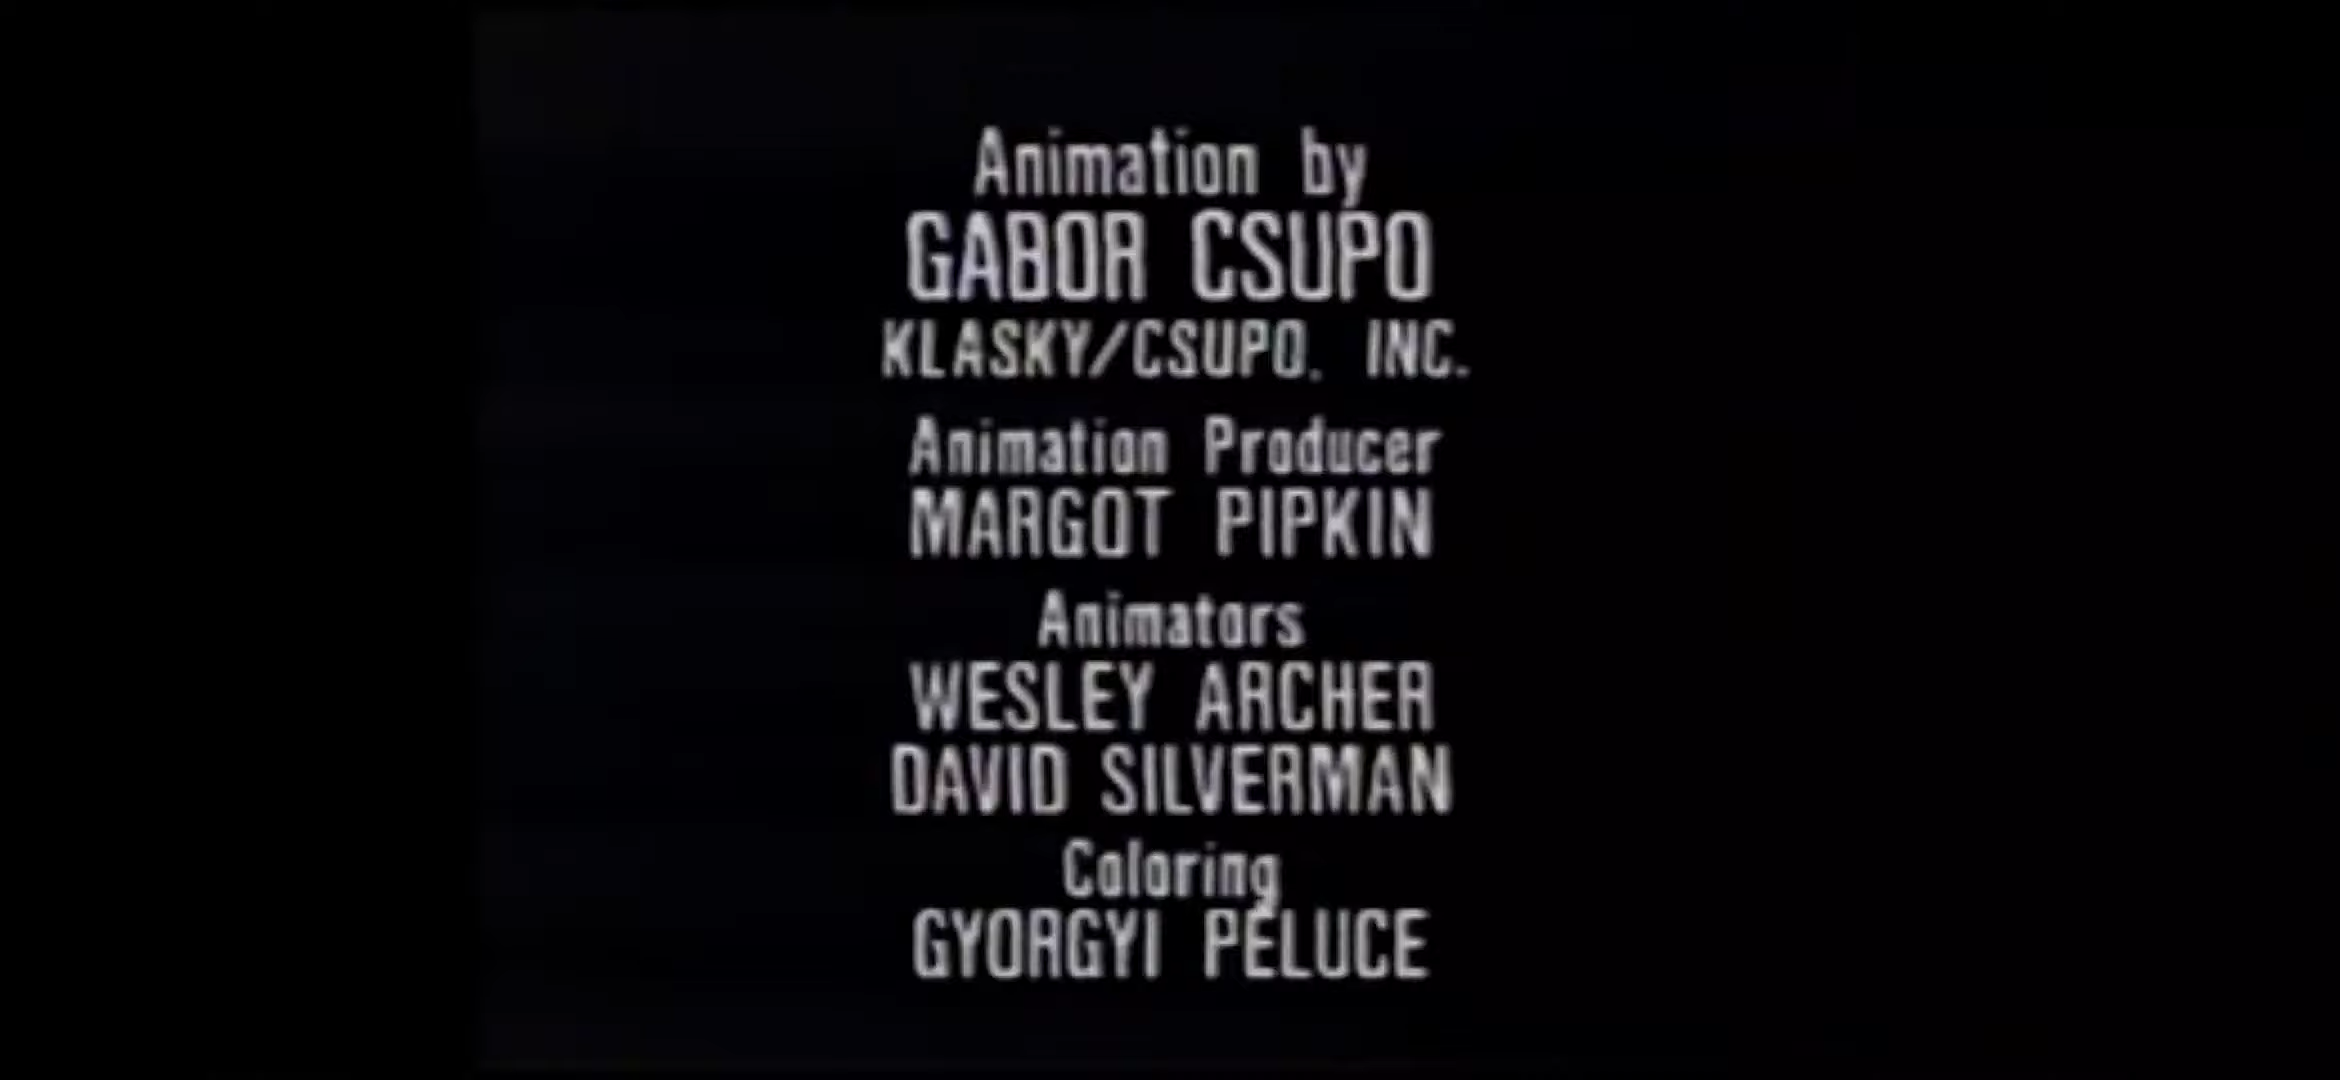 Animation by
GABOR CSUPO
KLASKY/CSUPO, INC.
Animation Producer
MARGOT PIPKIN
Animators
WESLEY ARCHER
DAVID SILVERMAN
Coloring
GYORGYI PELUCE